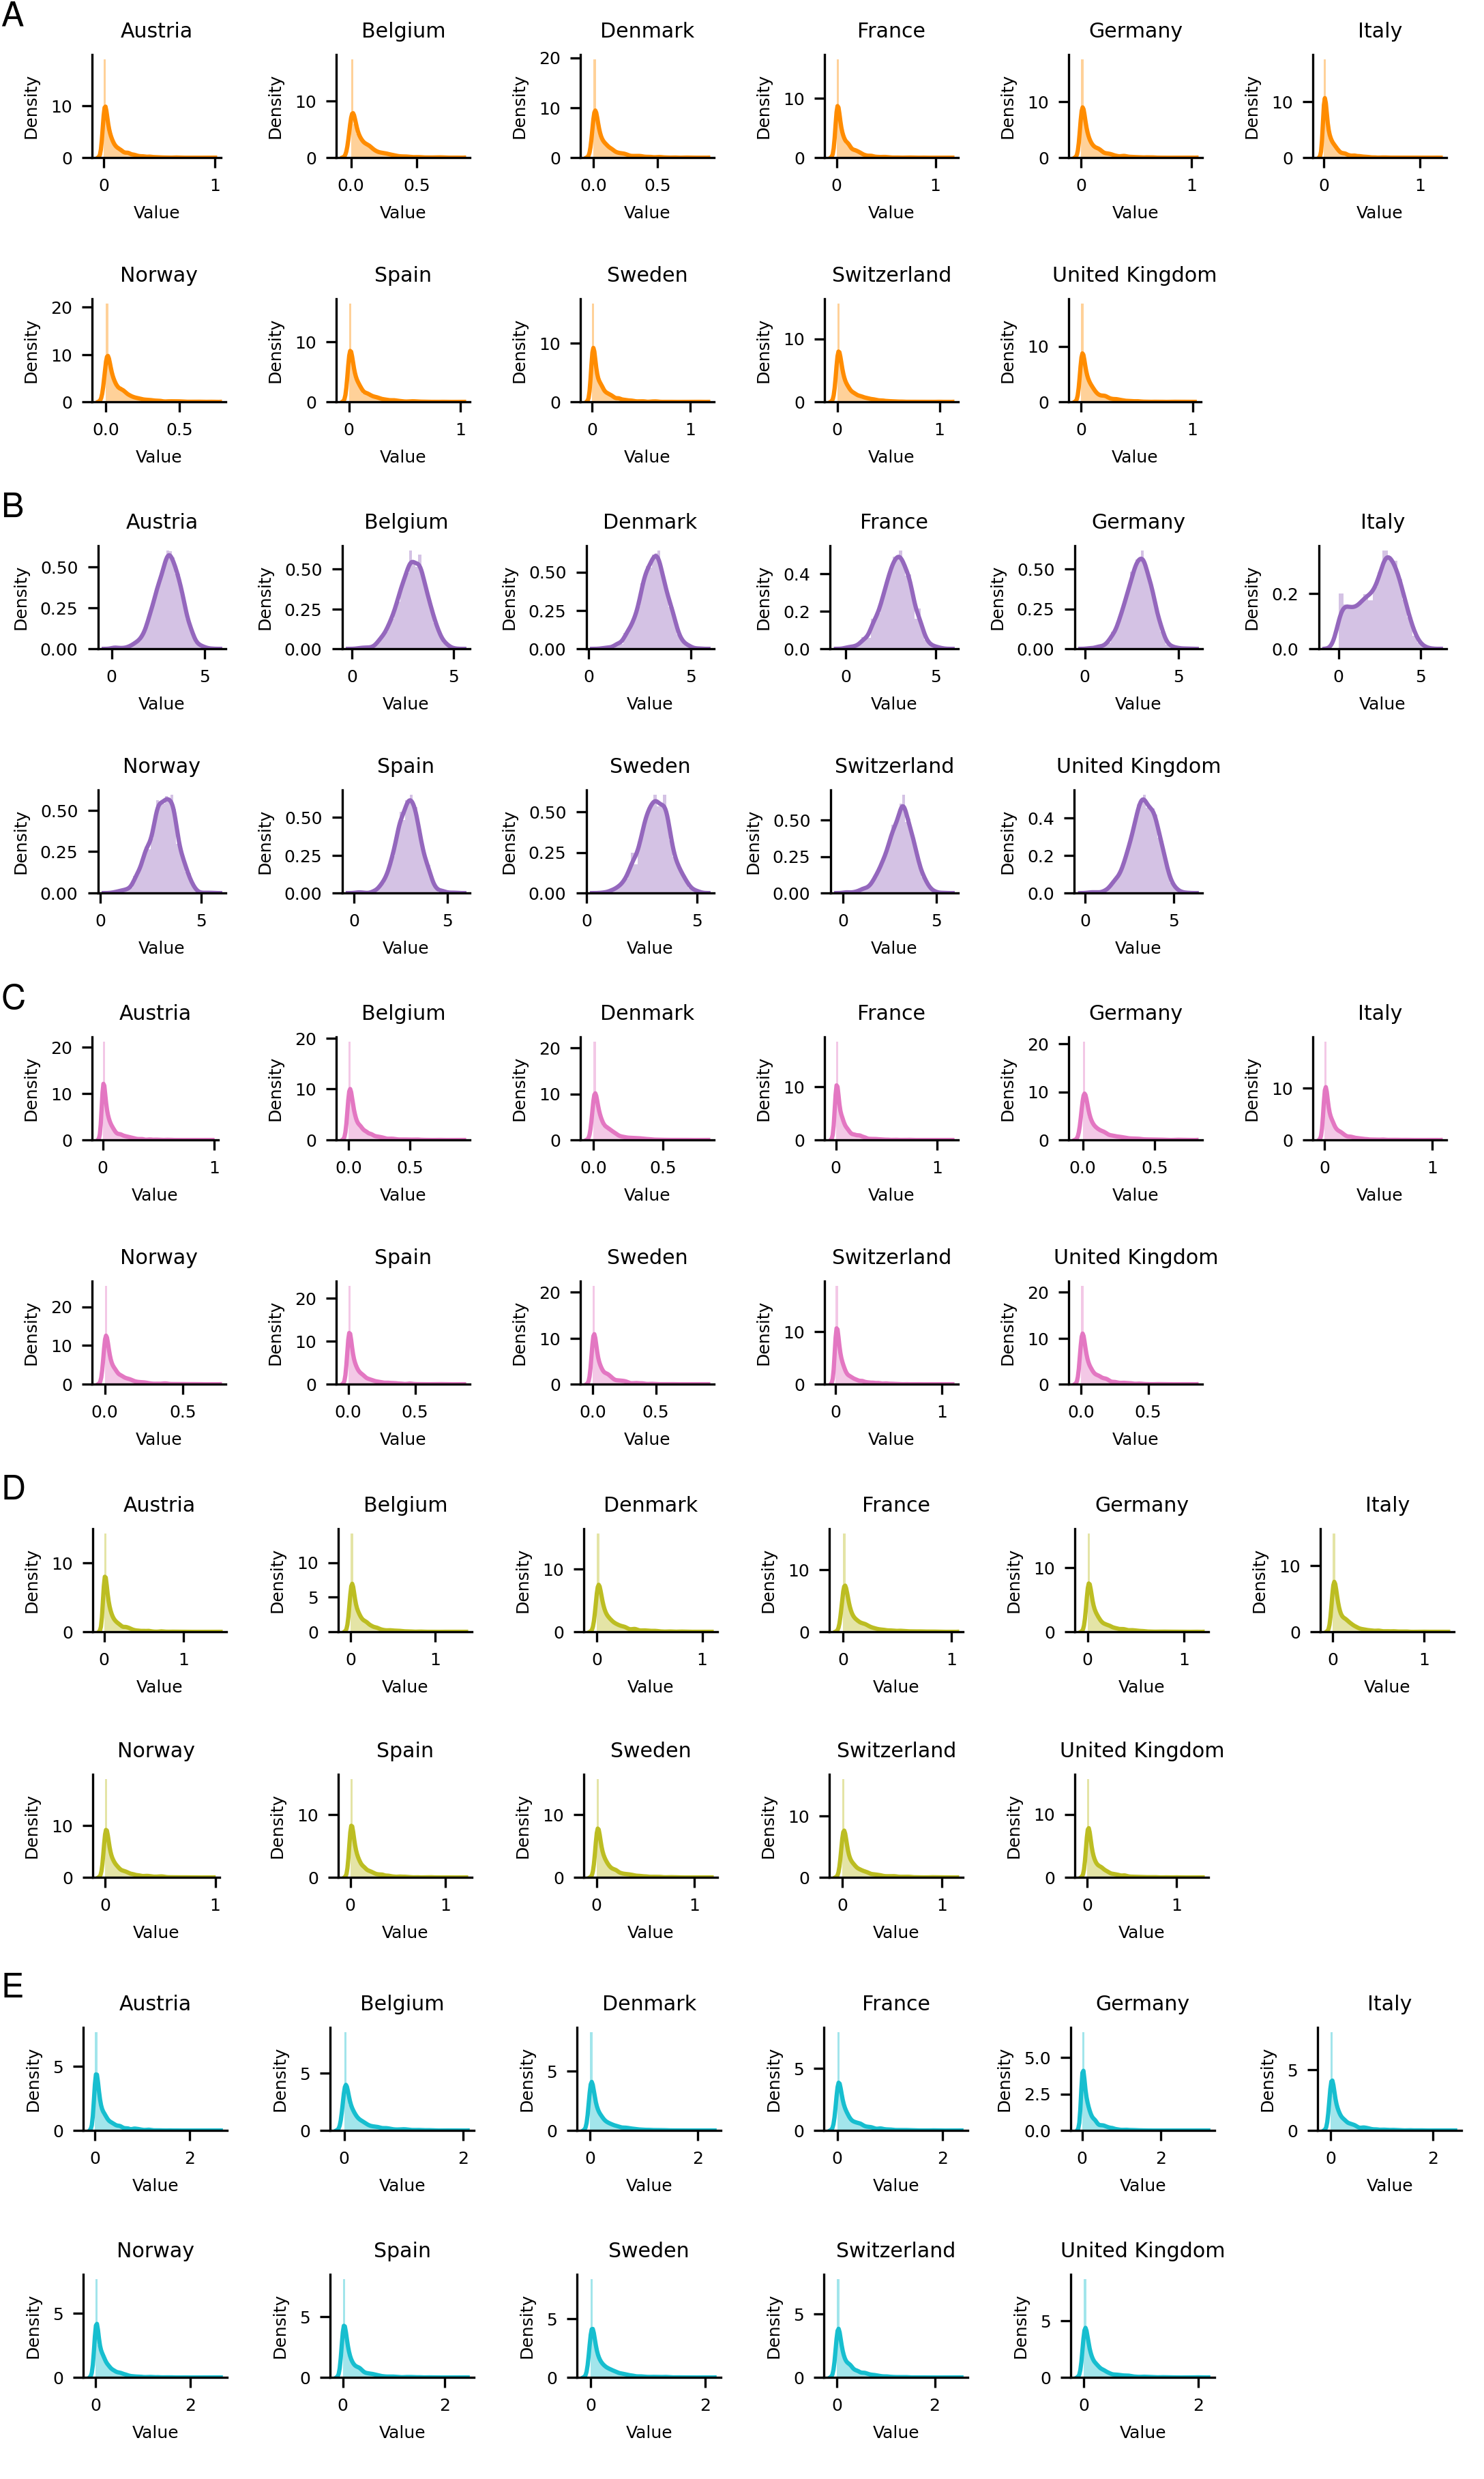 A
Austria Belgium Denmark France Germany Italy
Density 10 0 Density 10 0 Density 20 10 0 Density 10 0 Density 10 0 Density 10 0
0 1 0.0 0.5 0.0 0.5 0 1 0 1 0 1
Value Value Value Value Value Value
Norway Spain Sweden Switzerland United Kingdom
Density 20 10 0 Density 10 0 Density 10 0 Density 10 0 Density 10 0
0.0 0.5 0 1 0 1 0 1 0 1
Value Value Value Value Value
B
Austria Belgium Denmark France Germany Italy
Density 0.50 0.25 0.00 Density 0.50 0.25 0.00 Density 0.50 0.25 0.00 Density 0.4 0.2 0.0 Density 0.50 0.25 0.00 Density 0.2 0.0
0 5 0 5 0 5 0 5 0 5 0 5
Value Value Value Value Value Value
Norway Spain Sweden Switzerland United Kingdom
Density 0.50 0.25 0.00 Density 0.50 0.25 0.00 Density 0.50 0.25 0.00 Density 0.50 0.25 0.00 Density 0.4 0.2 0.0
0 5 0 5 0 5 0 5 0 5
Value Value Value Value Value
C
Austria Belgium Denmark France Germany Italy
Density 20 10 0 Density 20 10 0 Density 20 10 0 Density 10 0 Density 20 10 0 Density 10 0
0 1 0.0 0.5 0.0 0.5 0 1 0.0 0.5 0 1
Value Value Value Value Value Value
Norway Spain Sweden Switzerland United Kingdom
Density 20 10 0 Density 20 10 0 Density 20 10 0 Density 10 0 Density 20 10 0
0.0 0.5 0.0 0.5 0.0 0.5 0 1 0.0 0.5
Value Value Value Value Value
D
Austria Belgium Denmark France Germany Italy
Density 10 0 Density 10 5 0 Density 10 0 Density 10 0 Density 10 0 Density 10 0
0 1 0 1 0 1 0 1 0 1 0 1
Value Value Value Value Value Value
Norway Spain Sweden Switzerland United Kingdom
Density 10 0 Density 10 0 Density 10 0 Density 10 0 Density 10 0
0 1 0 1 0 1 0 1 0 1
Value Value Value Value Value
E
Austria Belgium Denmark France Germany Italy
Density 5 0 Density 5 0 Density 5 0 Density 5 0 Density 5.0 2.5 0.0 Density 5 0
0 2 0 2 0 2 0 2 0 2 0 2
Value Value Value Value Value Value
Norway Spain Sweden Switzerland United Kingdom
Density 5 0 Density 5 0 Density 5 0 Density 5 0 Density 5 0
0 2 0 2 0 2 0 2 0 2
Value Value Value Value Value